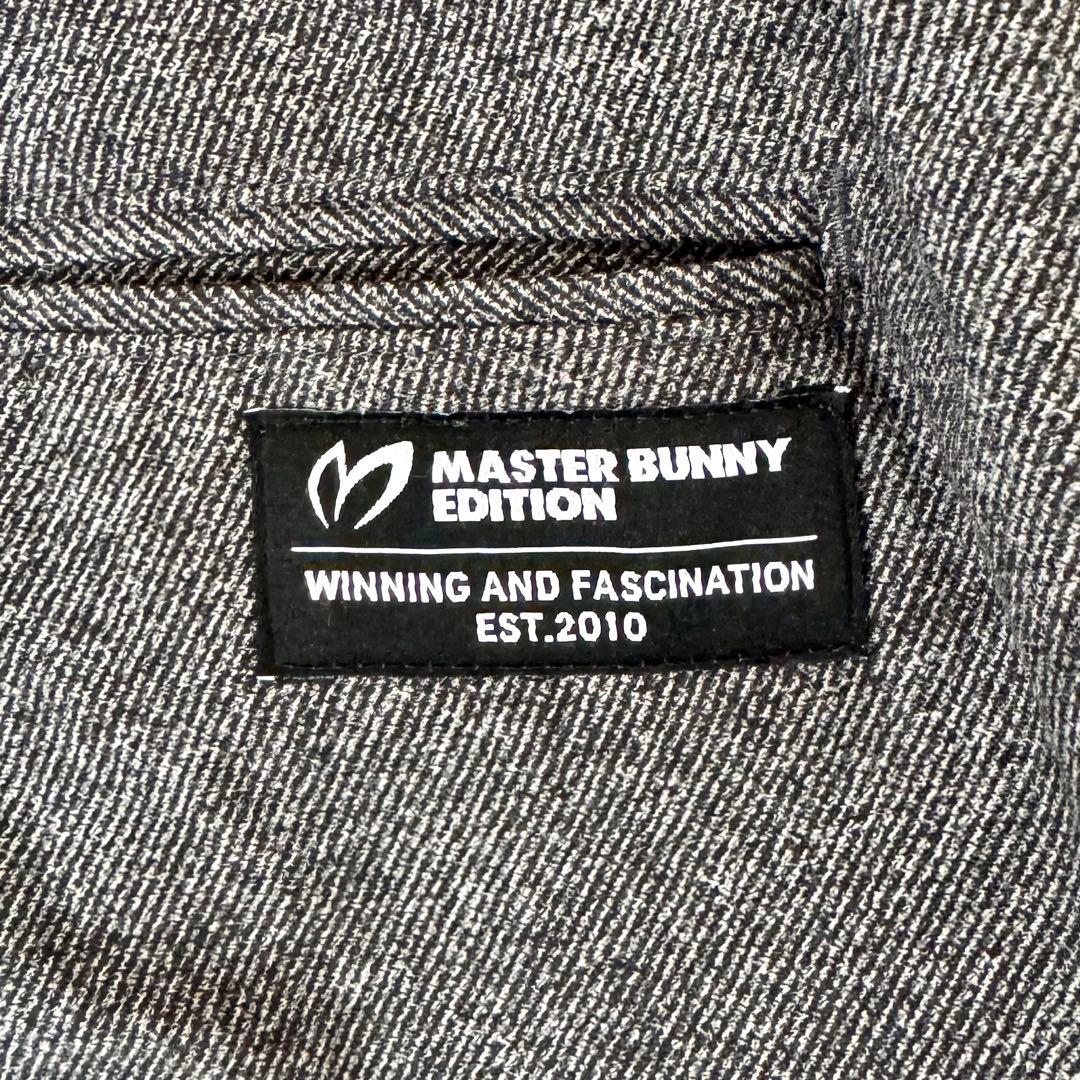 MASTER BUNNY
EDITION
WINNING AND FASCINATION
EST.2010